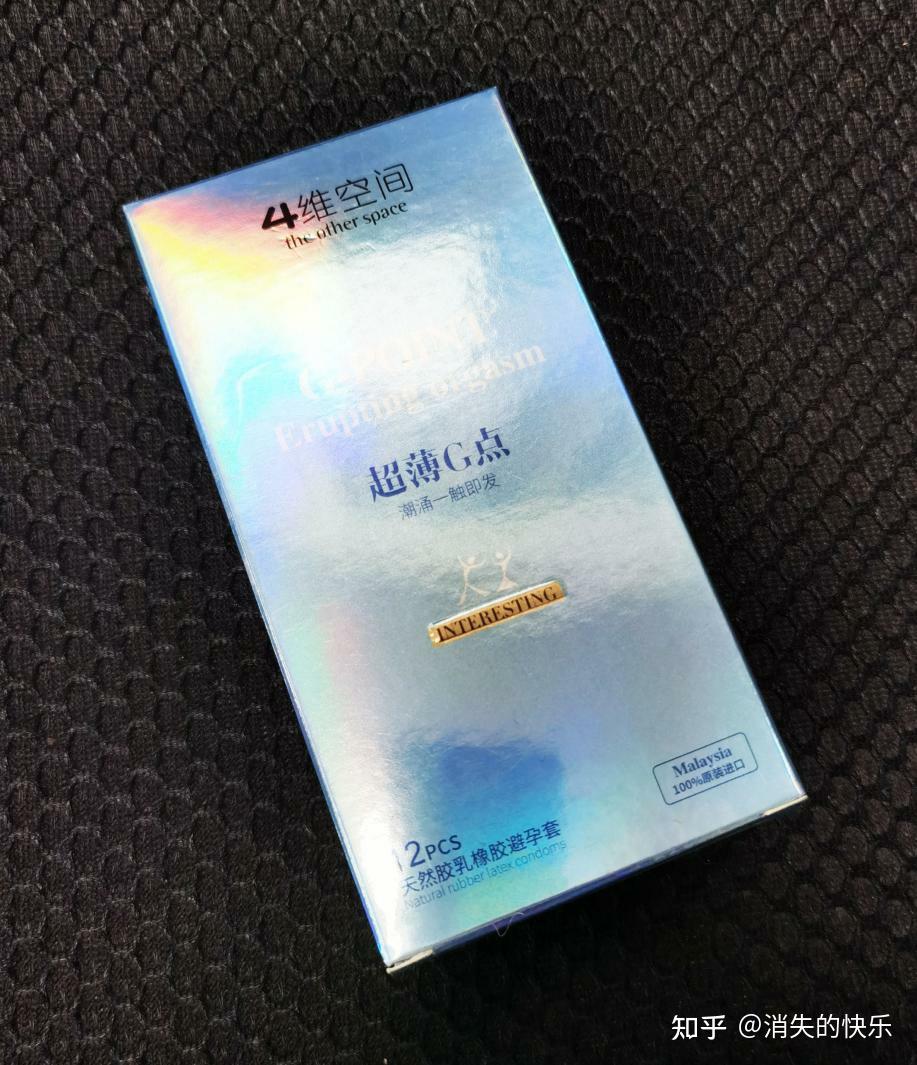 4维空间
the other space
G-POINT
Erupting orgasm
超薄G点
潮涌一触即发
INTERESTING
Malaysia
100%原装进口
12PCS
天然胶乳橡胶避孕套
Natural rubber latex condoms
知乎 @消失的快乐